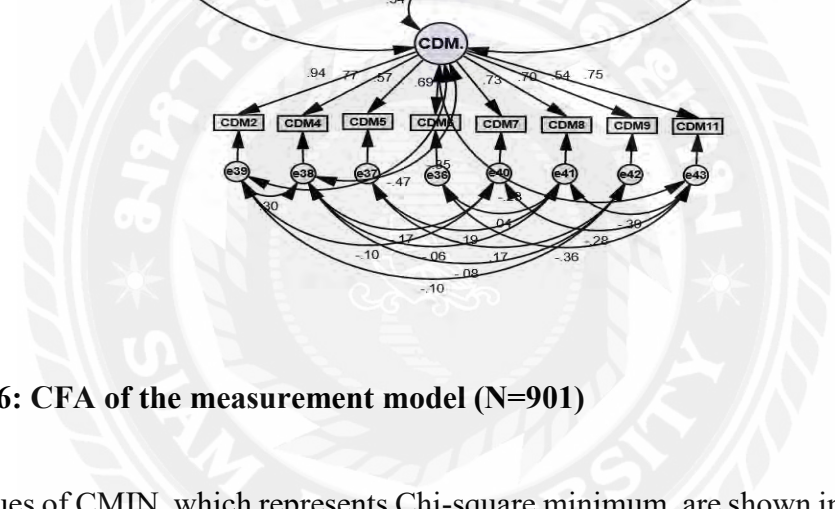 CDM.
.94 .77 .57 .69 .73 .70 .54 .75
CDM2 CDM4 CDM5 CDM6 CDM7 CDM8 CDM9 CDM11
e39 e38 e37 e36 e40 e41 e42 e43
-.47
.30
.04 -.39
.17 .19 -.28
-.10 -.06 .17 -.36
-.08
-.10
6: CFA of the measurement model (N=901)
ues of CMIN, which represents Chi-square minimum, are shown in